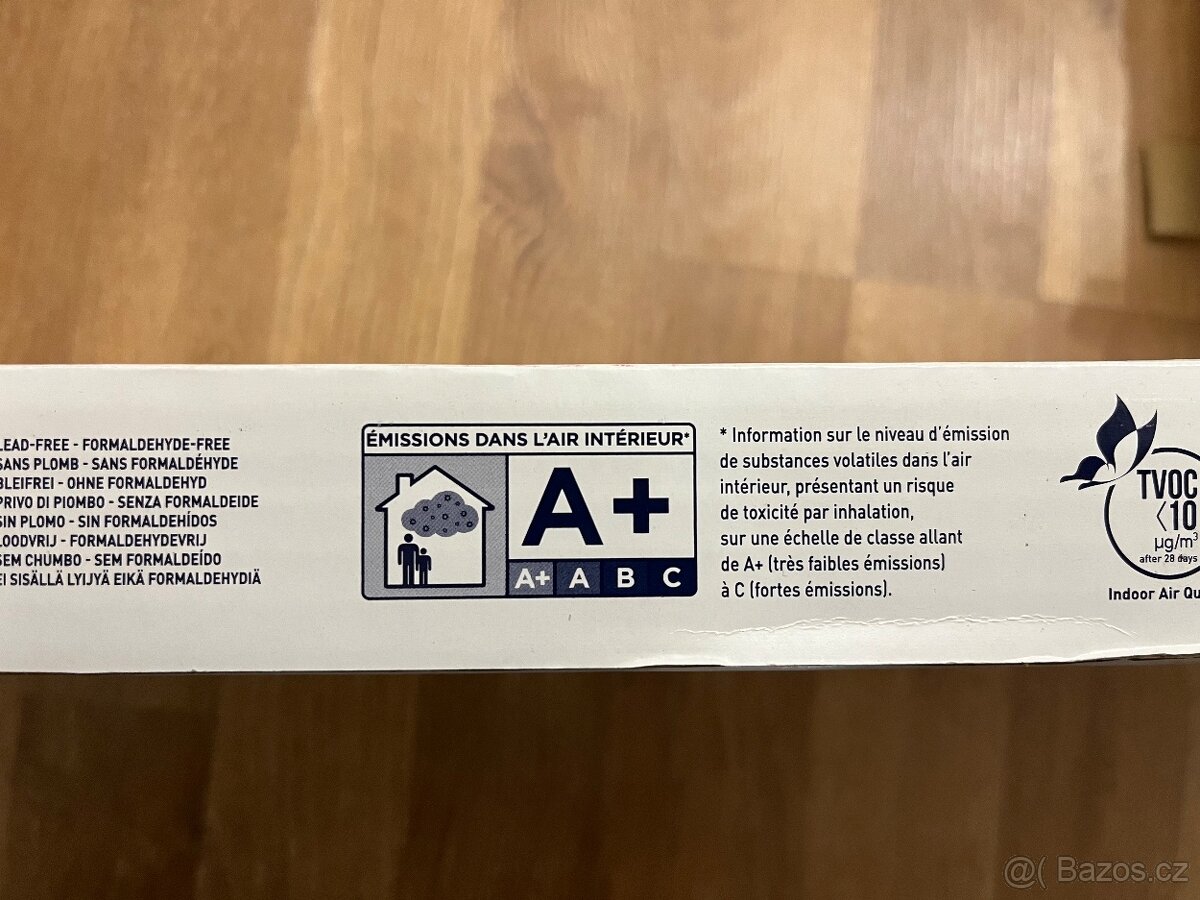 LEAD-FREE - FORMALDEHYDE-FREE
SANS PLOMB - SANS FORMALDÉHYDE
BLEIFREI - OHNE FORMALDEHYD
PRIVO DI PIOMBO - SENZA FORMALDEIDE
SIN PLOMO - SIN FORMALDEHÍDOS
LOODVRIJ - FORMALDEHYDEVRIJ
SEM CHUMBO - SEM FORMALDEÍDO
EI SISÄLLÄ LYIJYÄ EIKÄ FORMALDEHYDIÄ
ÉMISSIONS DANS L'AIR INTÉRIEUR*
A+
A+ A B C
* Information sur le niveau d'émission
de substances volatiles dans l'air
intérieur, présentant un risque
de toxicité par inhalation,
sur une échelle de classe allant
de A+ (très faibles émissions)
à C (fortes émissions).
TVOC
<10
µg/m³
after 28 days
Indoor Air
@( Bazos.cz